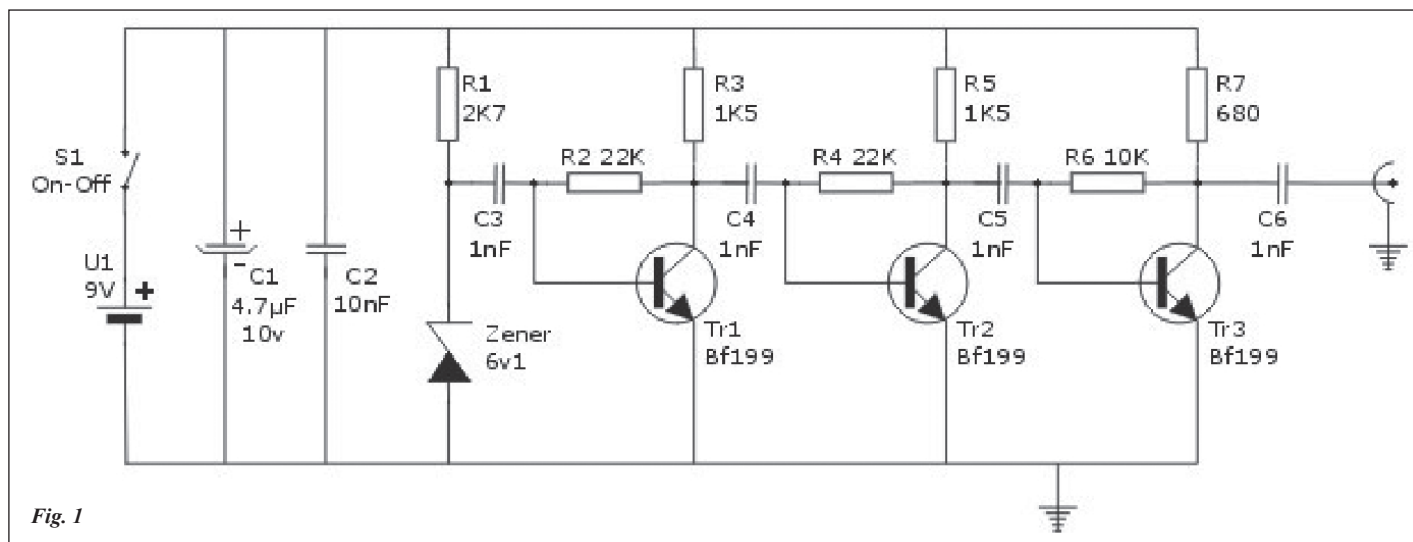 S1
On-Off
U1
9V
+
+
-
C1
4.7µF
10v
C2
10nF
R1
2K7
C3
1nF
Zener
6v1
R2 22K
R3
1K5
Tr1
Bf199
C4
1nF
R4 22K
R5
1K5
Tr2
Bf199
C5
1nF
R6 10K
R7
680
Tr3
Bf199
C6
1nF
Fig. 1